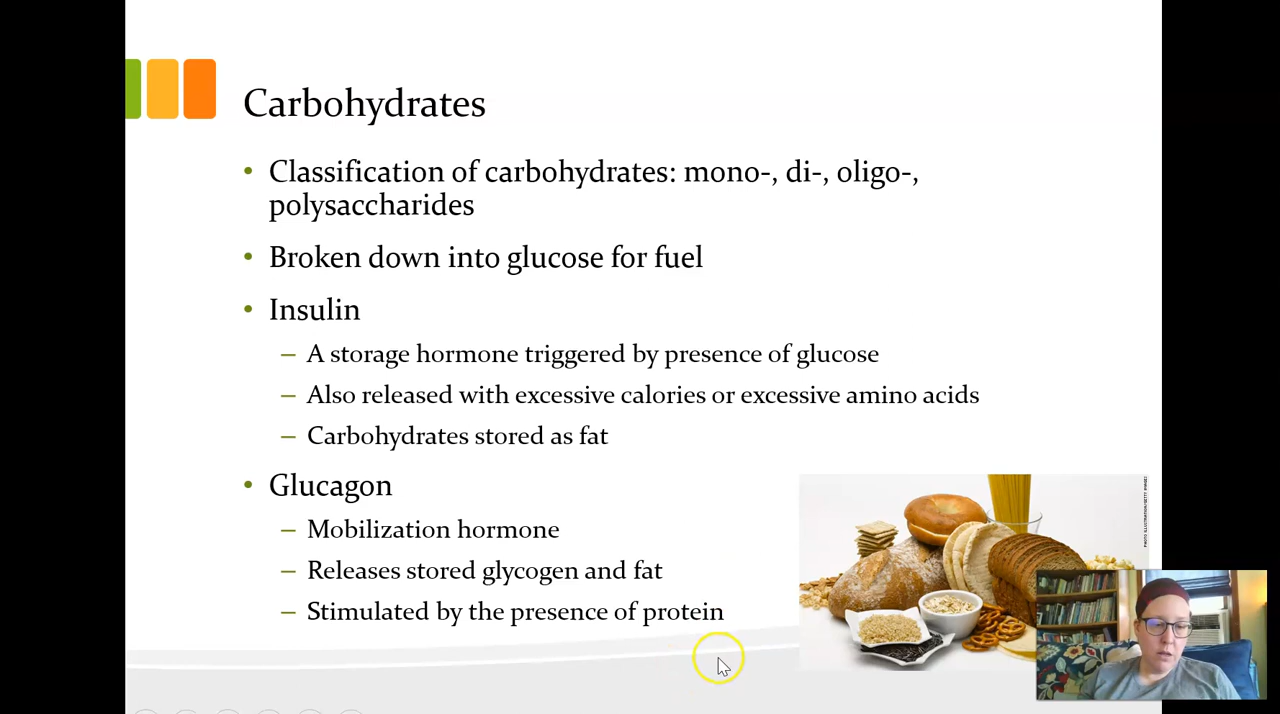 Carbohydrates
• Classification of carbohydrates: mono-, di-, oligo-,
polysaccharides
• Broken down into glucose for fuel
• Insulin
– A storage hormone triggered by presence of glucose
– Also released with excessive calories or excessive amino acids
– Carbohydrates stored as fat
• Glucagon
– Mobilization hormone
– Releases stored glycogen and fat
– Stimulated by the presence of protein